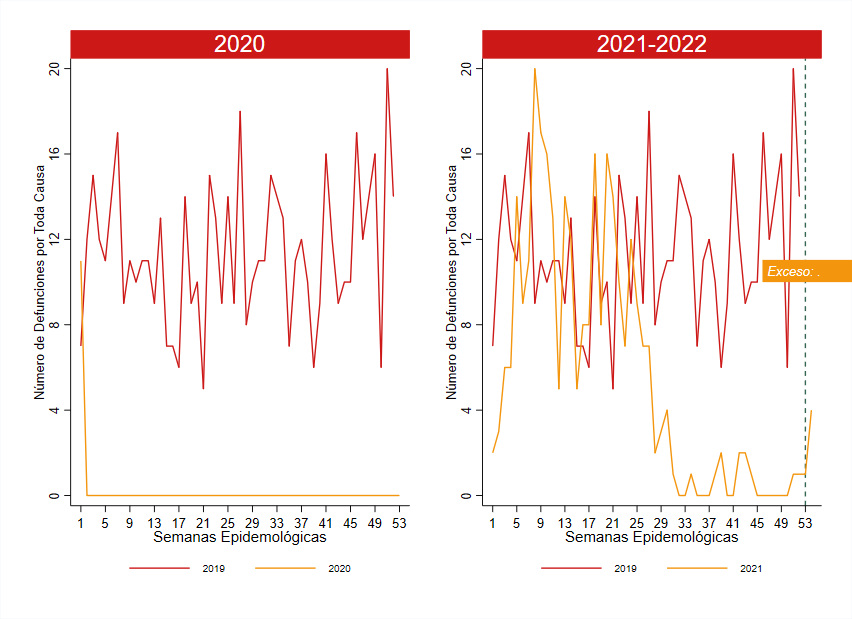 2020
Número de Defunciones por Toda Causa
0
4
8
12
16
20
1 5 9 13 17 21 25 29 33 37 41 45 49 53
Semanas Epidemológicas
2019 2020
2021-2022
Número de Defunciones por Toda Causa
0
4
8
12
16
20
Exceso: .
1 5 9 13 17 21 25 29 33 37 41 45 49 53
Semanas Epidemológicas
2019 2021